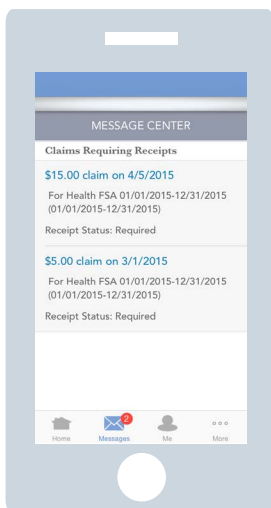 MESSAGE CENTER
Claims Requiring Receipts
$15.00 claim on 4/5/2015
For Health FSA 01/01/2015-12/31/2015
(01/01/2015-12/31/2015)
Receipt Status: Required
$5.00 claim on 3/1/2015
For Health FSA 01/01/2015-12/31/2015
(01/01/2015-12/31/2015)
Receipt Status: Required
2
Home Messages Me More